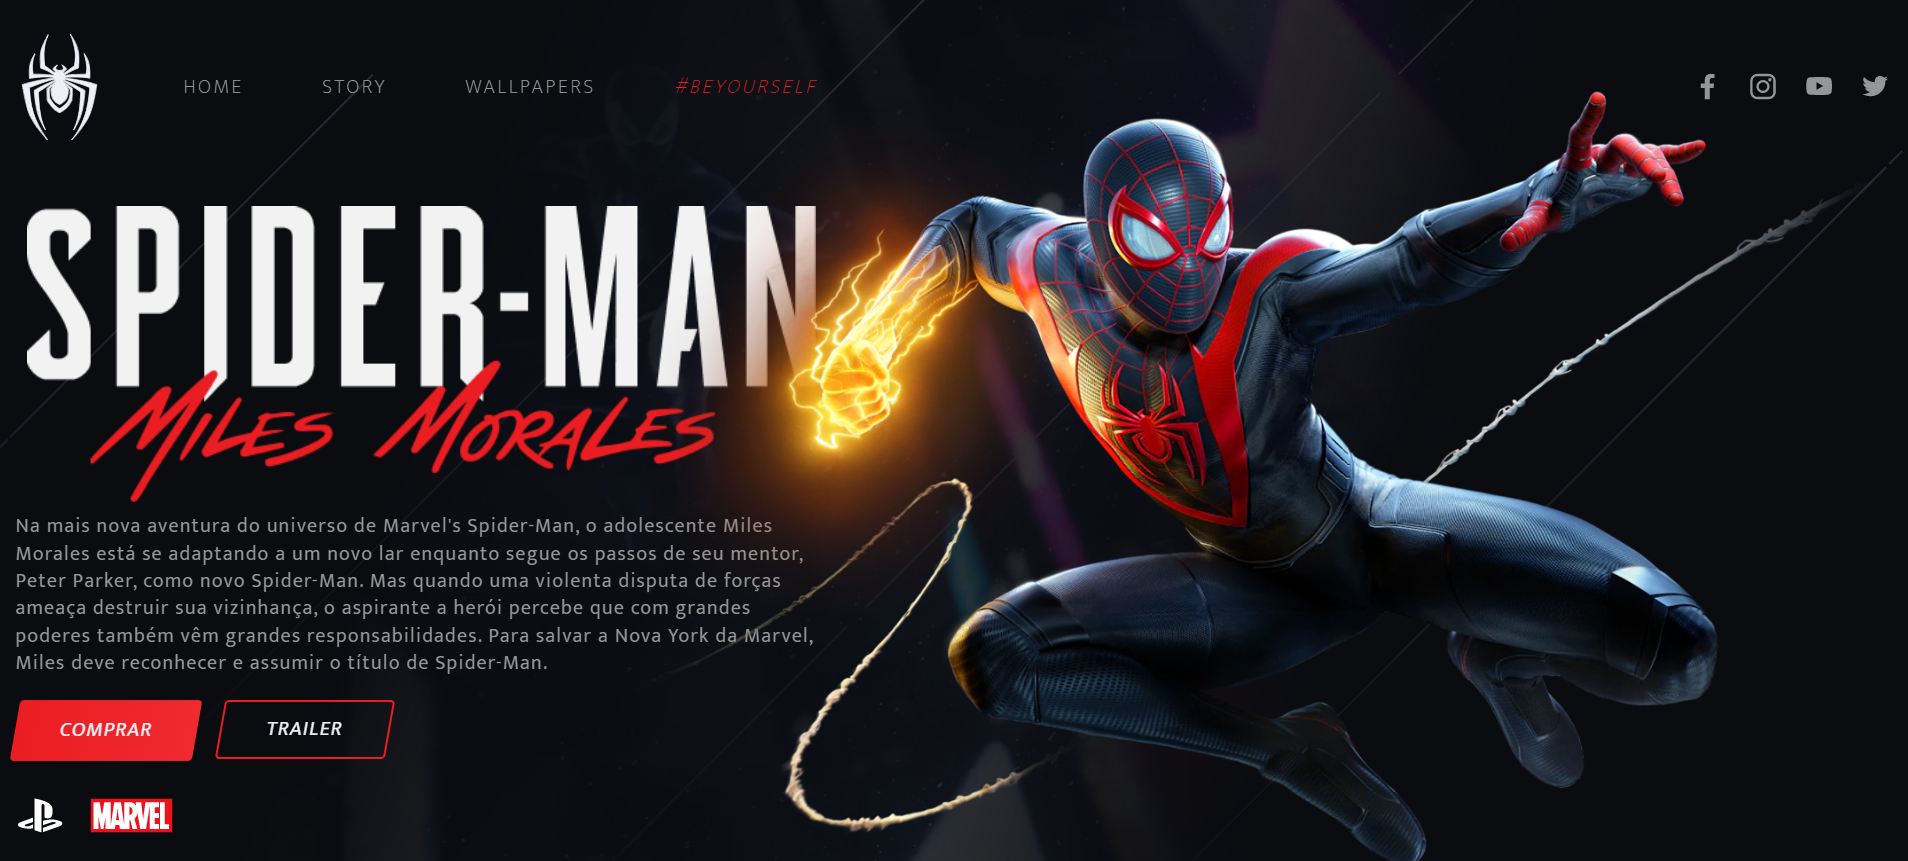 HOME
STORY
WALLPAPERS
#BEYOURSELF
SPIDER-MAN
MILES MORALES
Na mais nova aventura do universo de Marvel's Spider-Man, o adolescente Miles
Morales está se adaptando a um novo lar enquanto segue os passos de seu mentor,
Peter Parker, como novo Spider-Man. Mas quando uma violenta disputa de forças
ameaça destruir sua vizinhança, o aspirante a herói percebe que com grandes
poderes também vêm grandes responsabilidades. Para salvar a Nova York da Marvel,
Miles deve reconhecer e assumir o título de Spider-Man.
COMPRAR
TRAILER
MARVEL